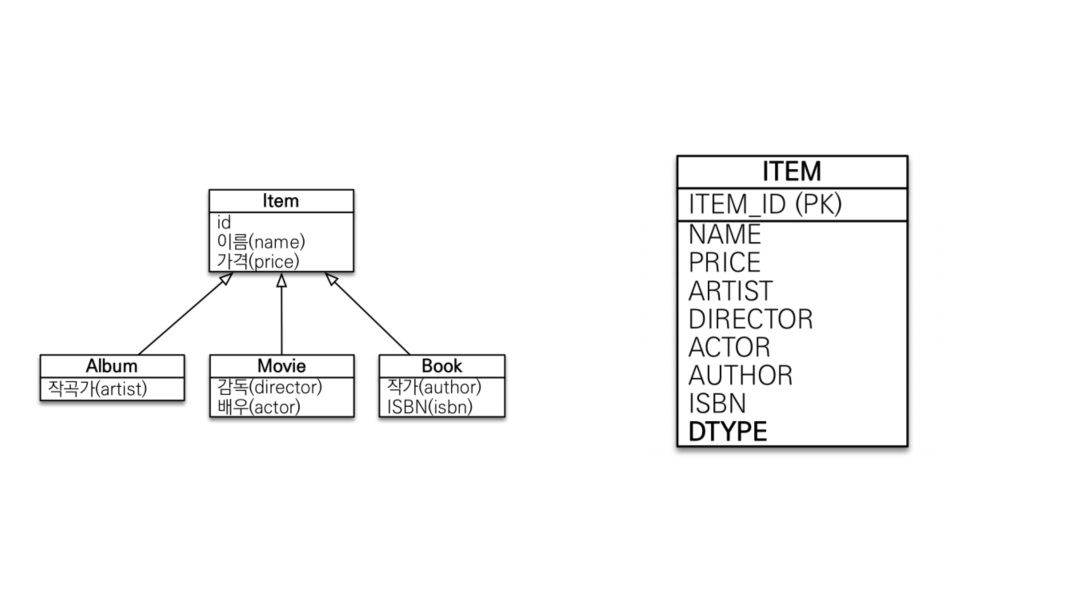 Item
id
이름(name)
가격(price)
Album
작곡가(artist)
Movie
감독(director)
배우(actor)
Book
작가(author)
ISBN(isbn)
ITEM
ITEM_ID (PK)
NAME
PRICE
ARTIST
DIRECTOR
ACTOR
AUTHOR
ISBN
DTYPE